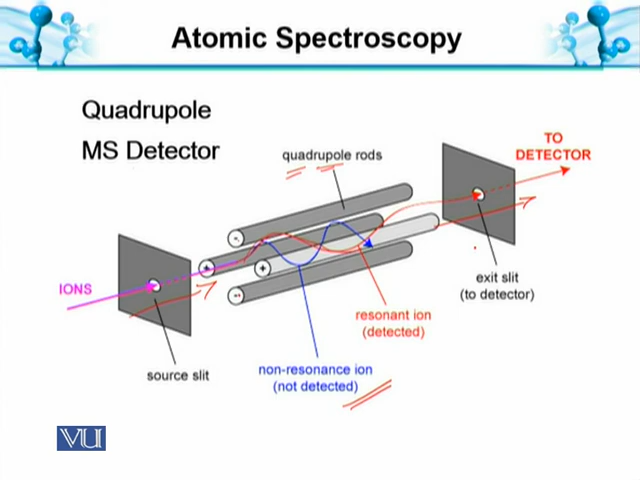 Atomic Spectroscopy
Quadrupole
MS Detector
quadrupole rods
TO
DETECTOR
IONS
source slit
exit slit
(to detector)
resonant ion
(detected)
non-resonance ion
(not detected)
VU